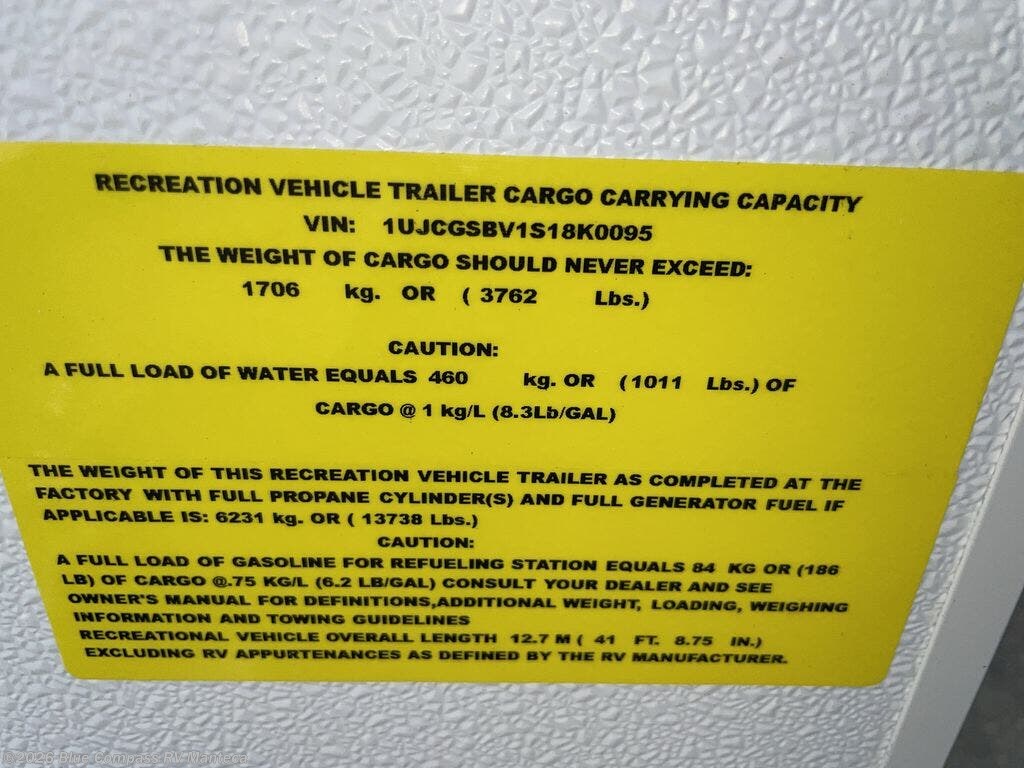 RECREATION VEHICLE TRAILER CARGO CARRYING CAPACITY
VIN: 1UJCGSBV1S18K0095
THE WEIGHT OF CARGO SHOULD NEVER EXCEED:
1706 kg. OR ( 3762 Lbs.)
CAUTION:
A FULL LOAD OF WATER EQUALS 460 kg. OR (1011 Lbs.) OF
CARGO @ 1 kg/L (8.3Lb/GAL)
THE WEIGHT OF THIS RECREATION VEHICLE TRAILER AS COMPLETED AT THE
FACTORY WITH FULL PROPANE CYLINDER(S) AND FULL GENERATOR FUEL IF
APPLICABLE IS: 6231 kg. OR ( 13738 Lbs.)
CAUTION:
A FULL LOAD OF GASOLINE FOR REFUELING STATION EQUALS 84 KG OR (186
LB) OF CARGO @.75 KG/L (6.2 LB/GAL) CONSULT YOUR DEALER AND SEE
OWNER'S MANUAL FOR DEFINITIONS,ADDITIONAL WEIGHT, LOADING, WEIGHING
INFORMATION AND TOWING GUIDELINES
RECREATIONAL VEHICLE OVERALL LENGTH 12.7 M ( 41 FT. 8.75 IN.)
EXCLUDING RV APPURTENANCES AS DEFINED BY THE RV MANUFACTURER.
©2026 Blue Compass RV Manteca